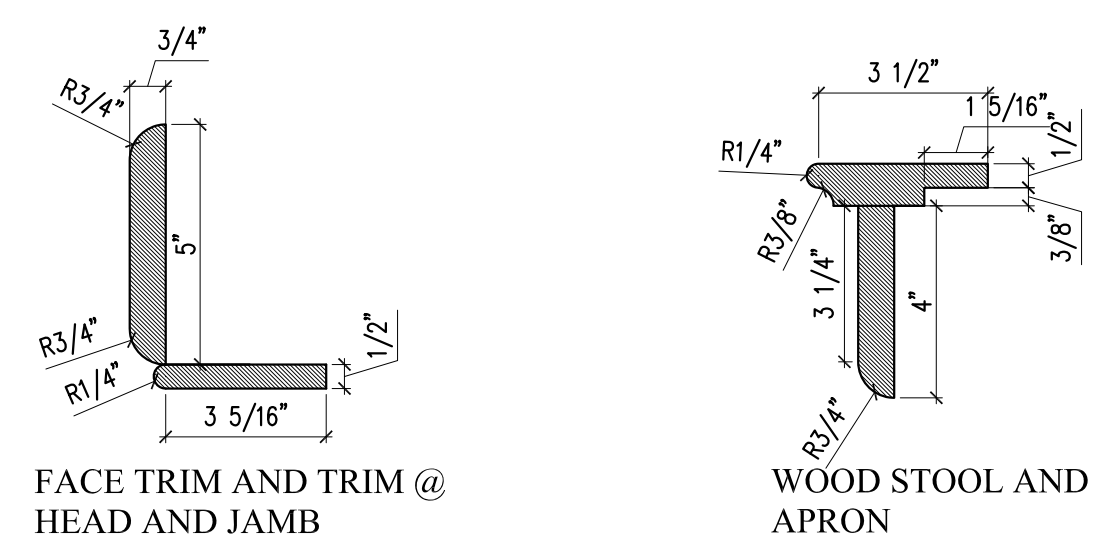 3/4"
R3/4"
5"
R3/4"
R1/4"
1/2"
3 5/16"
FACE TRIM AND TRIM @
HEAD AND JAMB
3 1/2"
1 5/16"
1/2"
R1/4"
R3/8"
3/8"
3 1/4"
4"
R3/4"
WOOD STOOL AND
APRON